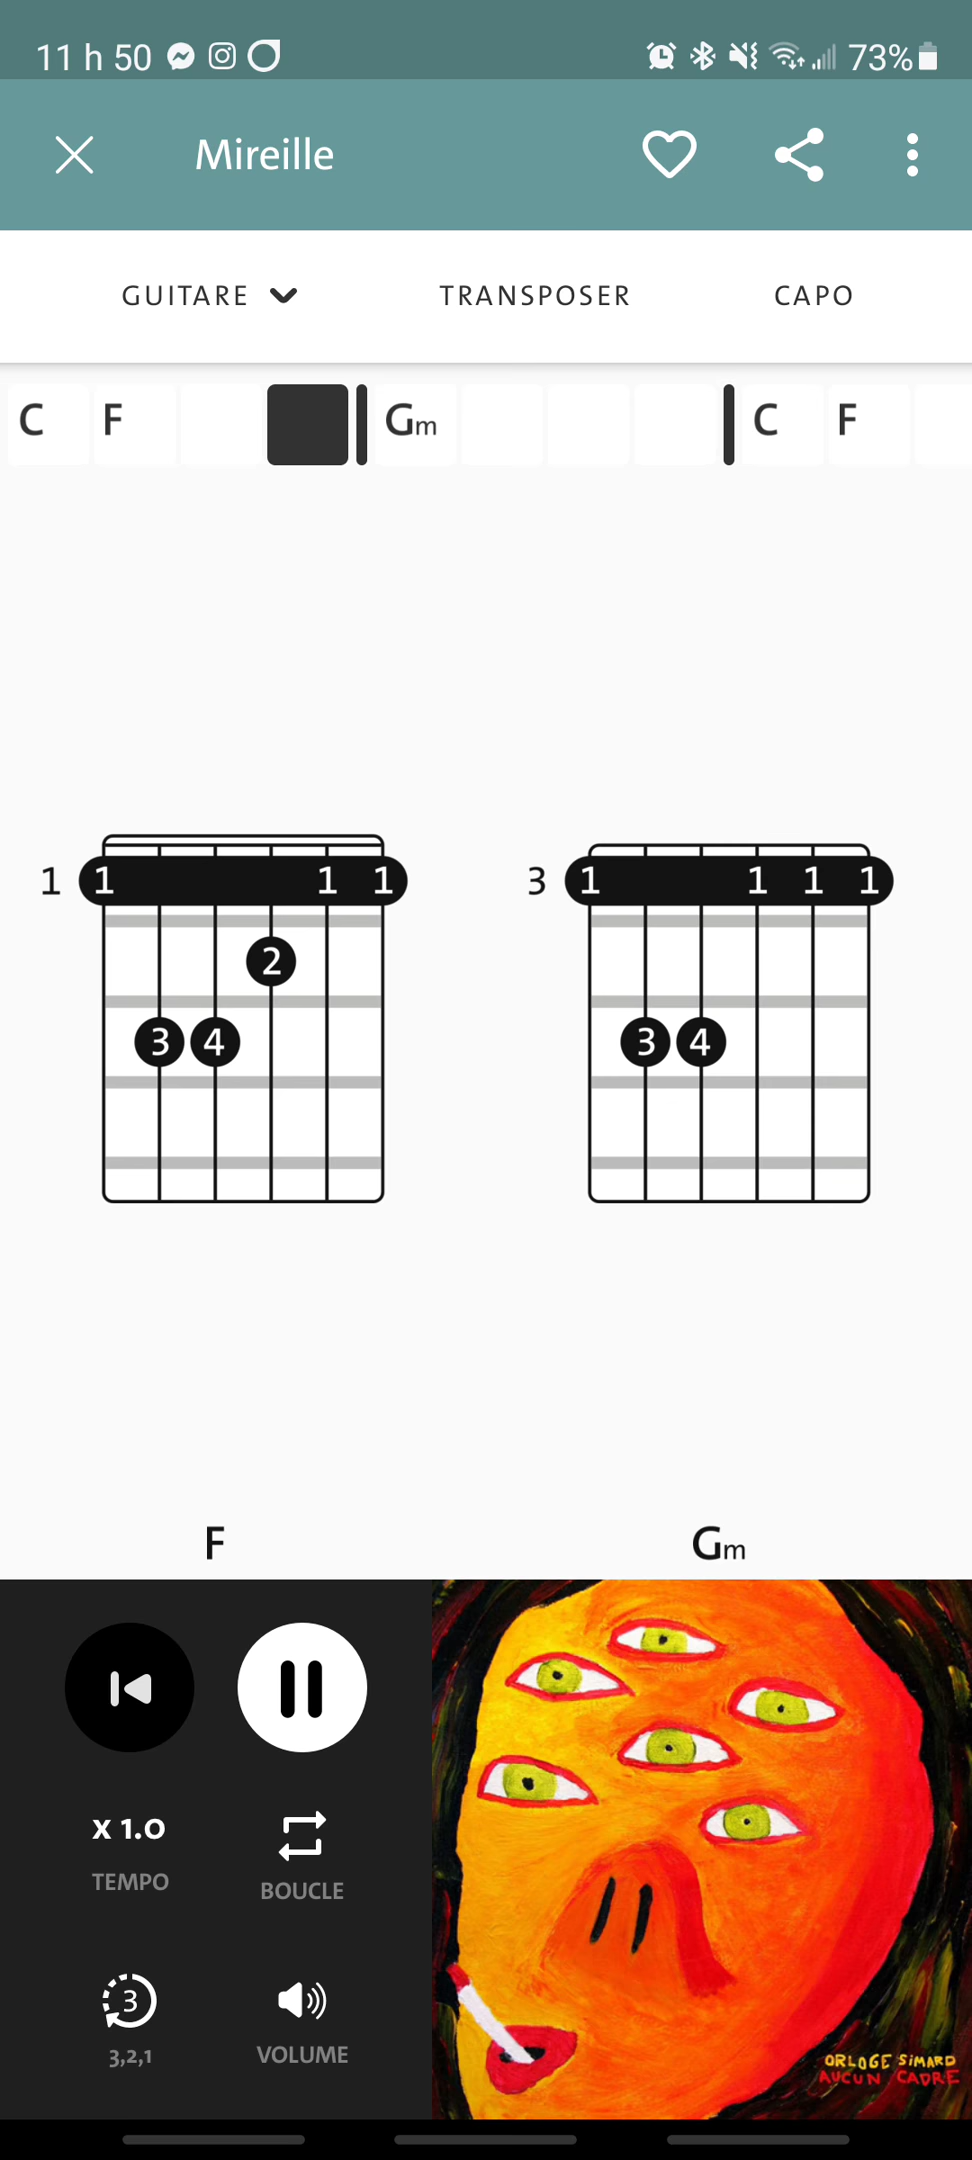 11 h 50 73%
Mireille
GUITARE TRANSPOSER CAPO
C F Gm C F
1 1 1 1 3 1 1 1 1
2
3 4 3 4
F Gm
x 1.0
TEMPO BOUCLE
3
3,2,1 VOLUME
ORLOGE SIMARD
AUCUN CADRE